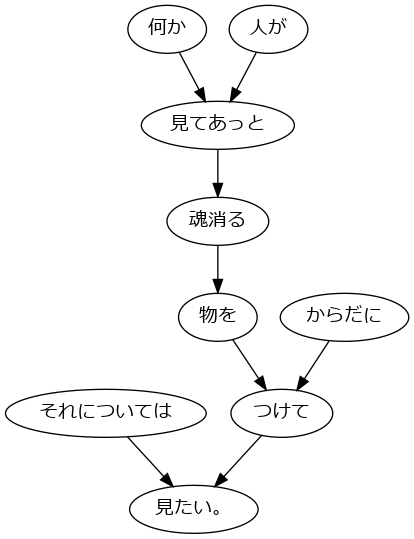 何か
人が
見てあっと
魂消る
物を
からだに
それについては
つけて
見たい。